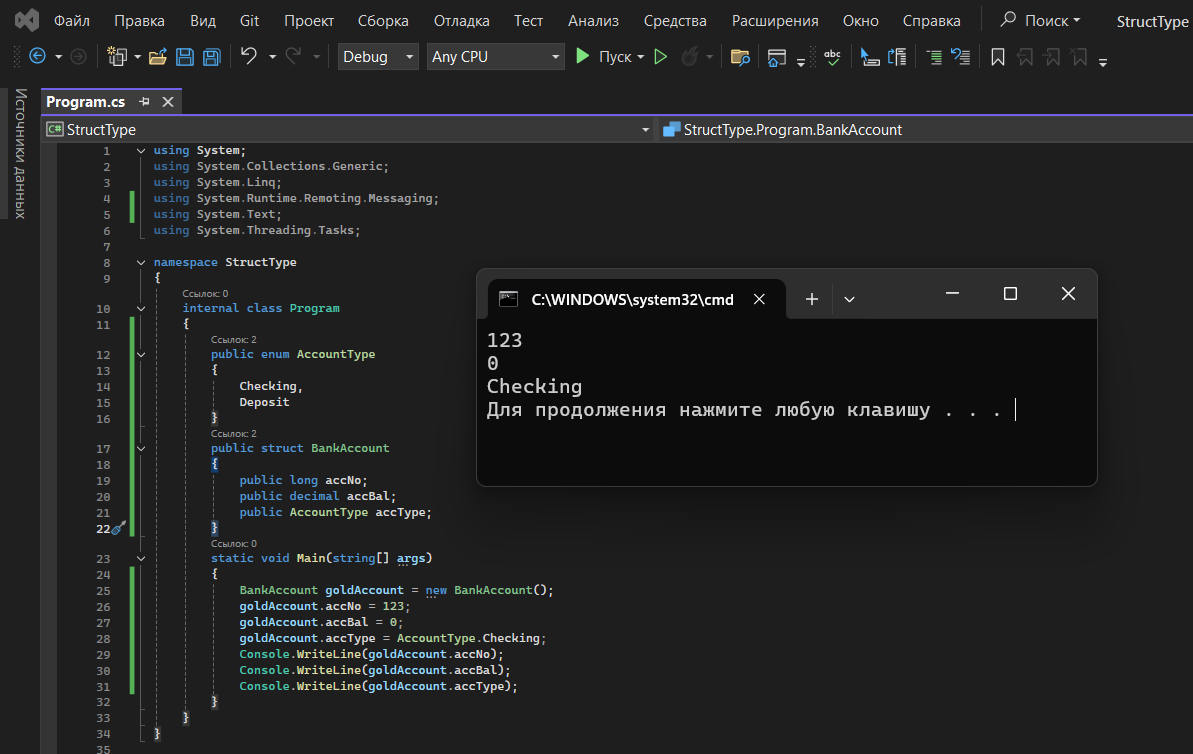 Файл Правка Вид Git Проект Сборка Отладка Тест Анализ Средства Расширения Окно Справка Поиск StructType
Debug Any CPU Пуск abc
Источники данных
Program.cs
C# StructType StructType.Program.BankAccount
1 using System;
2 using System.Collections.Generic;
3 using System.Linq;
4 using System.Runtime.Remoting.Messaging;
5 using System.Text;
6 using System.Threading.Tasks;
7
8 namespace StructType
9 {
Ссылок: 0
10 internal class Program
11 {
Ссылок: 2
12 public enum AccountType
13 {
14 Checking,
15 Deposit
16 }
Ссылок: 2
17 public struct BankAccount
18 {
19 public long accNo;
20 public decimal accBal;
21 public AccountType accType;
22 }
Ссылок: 0
23 static void Main(string[] args)
24 {
25 BankAccount goldAccount = new BankAccount();
26 goldAccount.accNo = 123;
27 goldAccount.accBal = 0;
28 goldAccount.accType = AccountType.Checking;
29 Console.WriteLine(goldAccount.accNo);
30 Console.WriteLine(goldAccount.accBal);
31 Console.WriteLine(goldAccount.accType);
32 }
33 }
34 }
35
C:\WINDOWS\system32\cmd
123
0
Checking
Для продолжения нажмите любую клавишу . . .